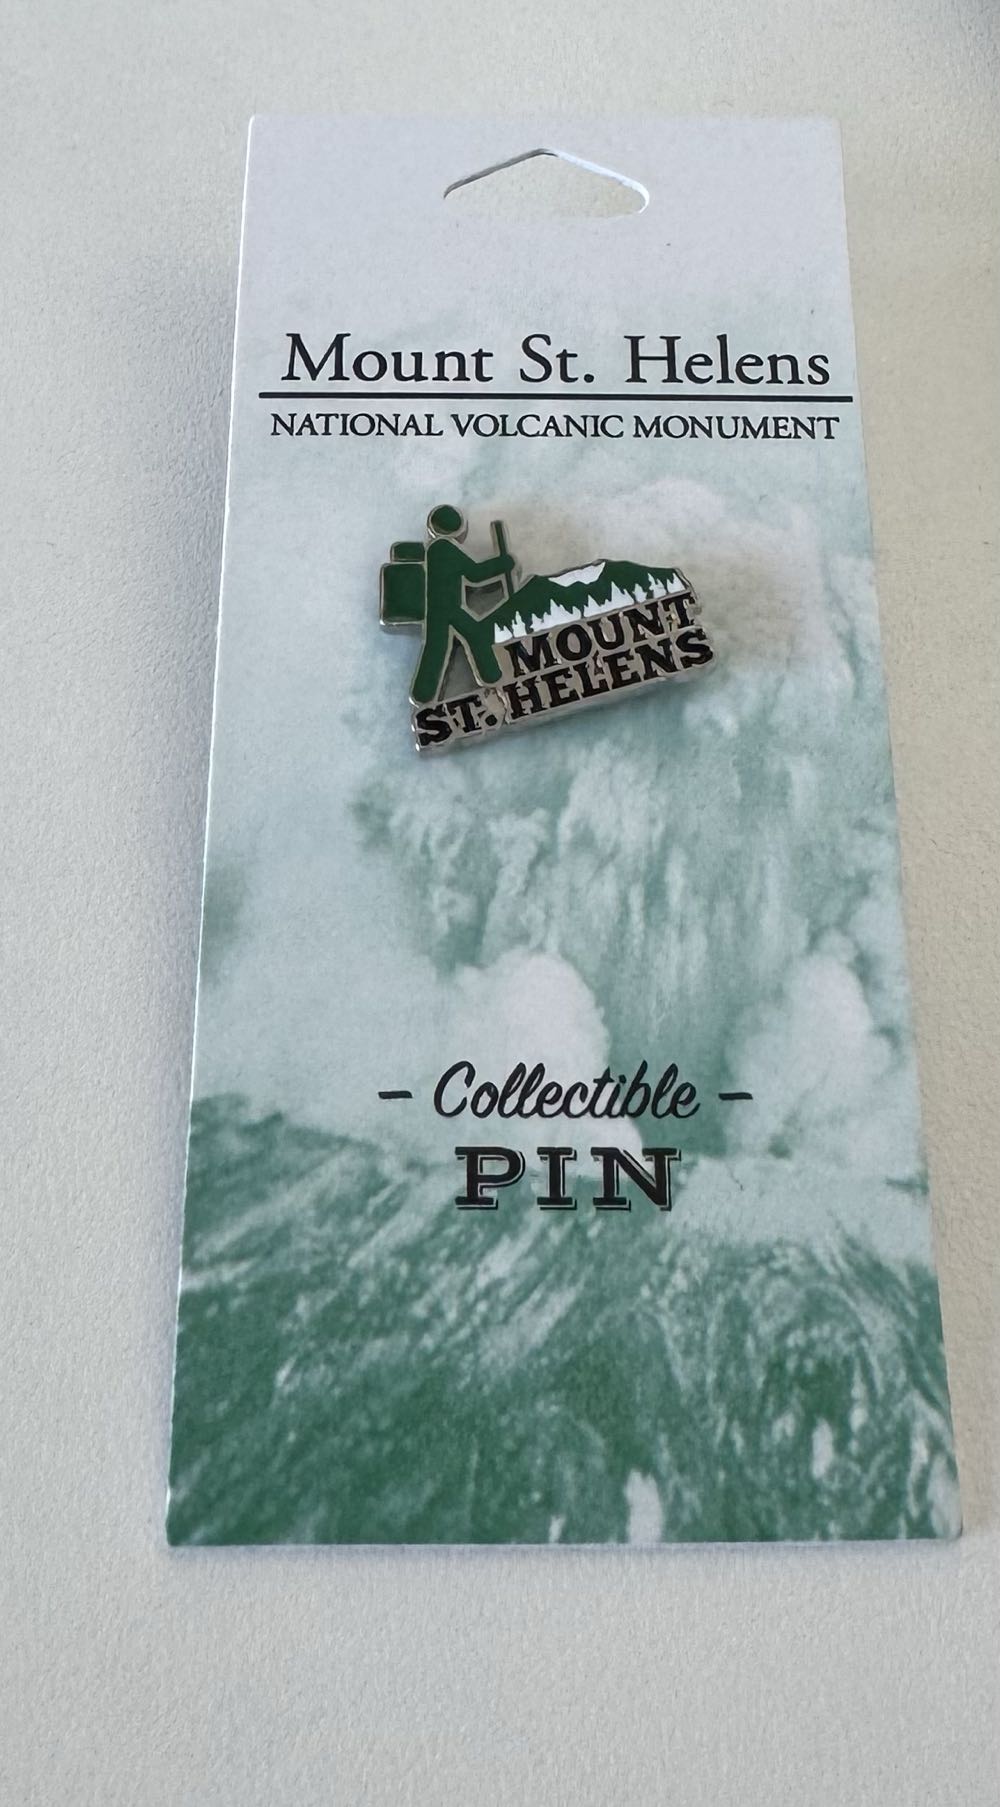 Mount St. Helens
NATIONAL VOLCANIC MONUMENT
MOUNT
ST. HELENS
- Collectible -
PIN